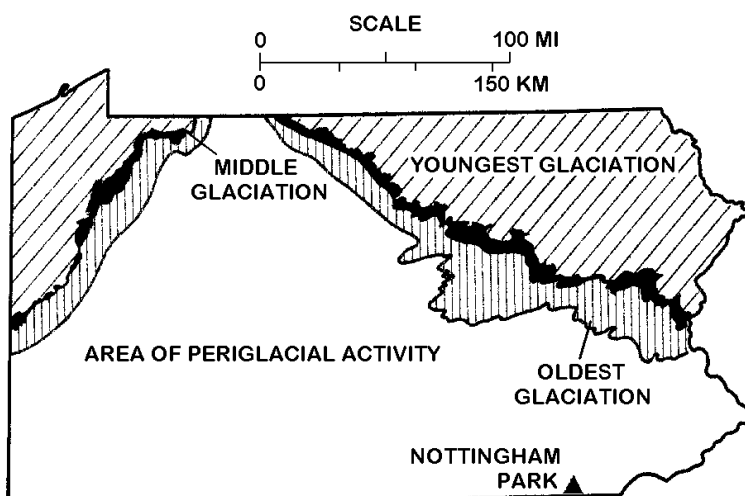 SCALE
0 100 MI
0 150 KM
MIDDLE
GLACIATION
YOUNGEST GLACIATION
AREA OF PERIGLACIAL ACTIVITY
OLDEST
GLACIATION
NOTTINGHAM
PARK